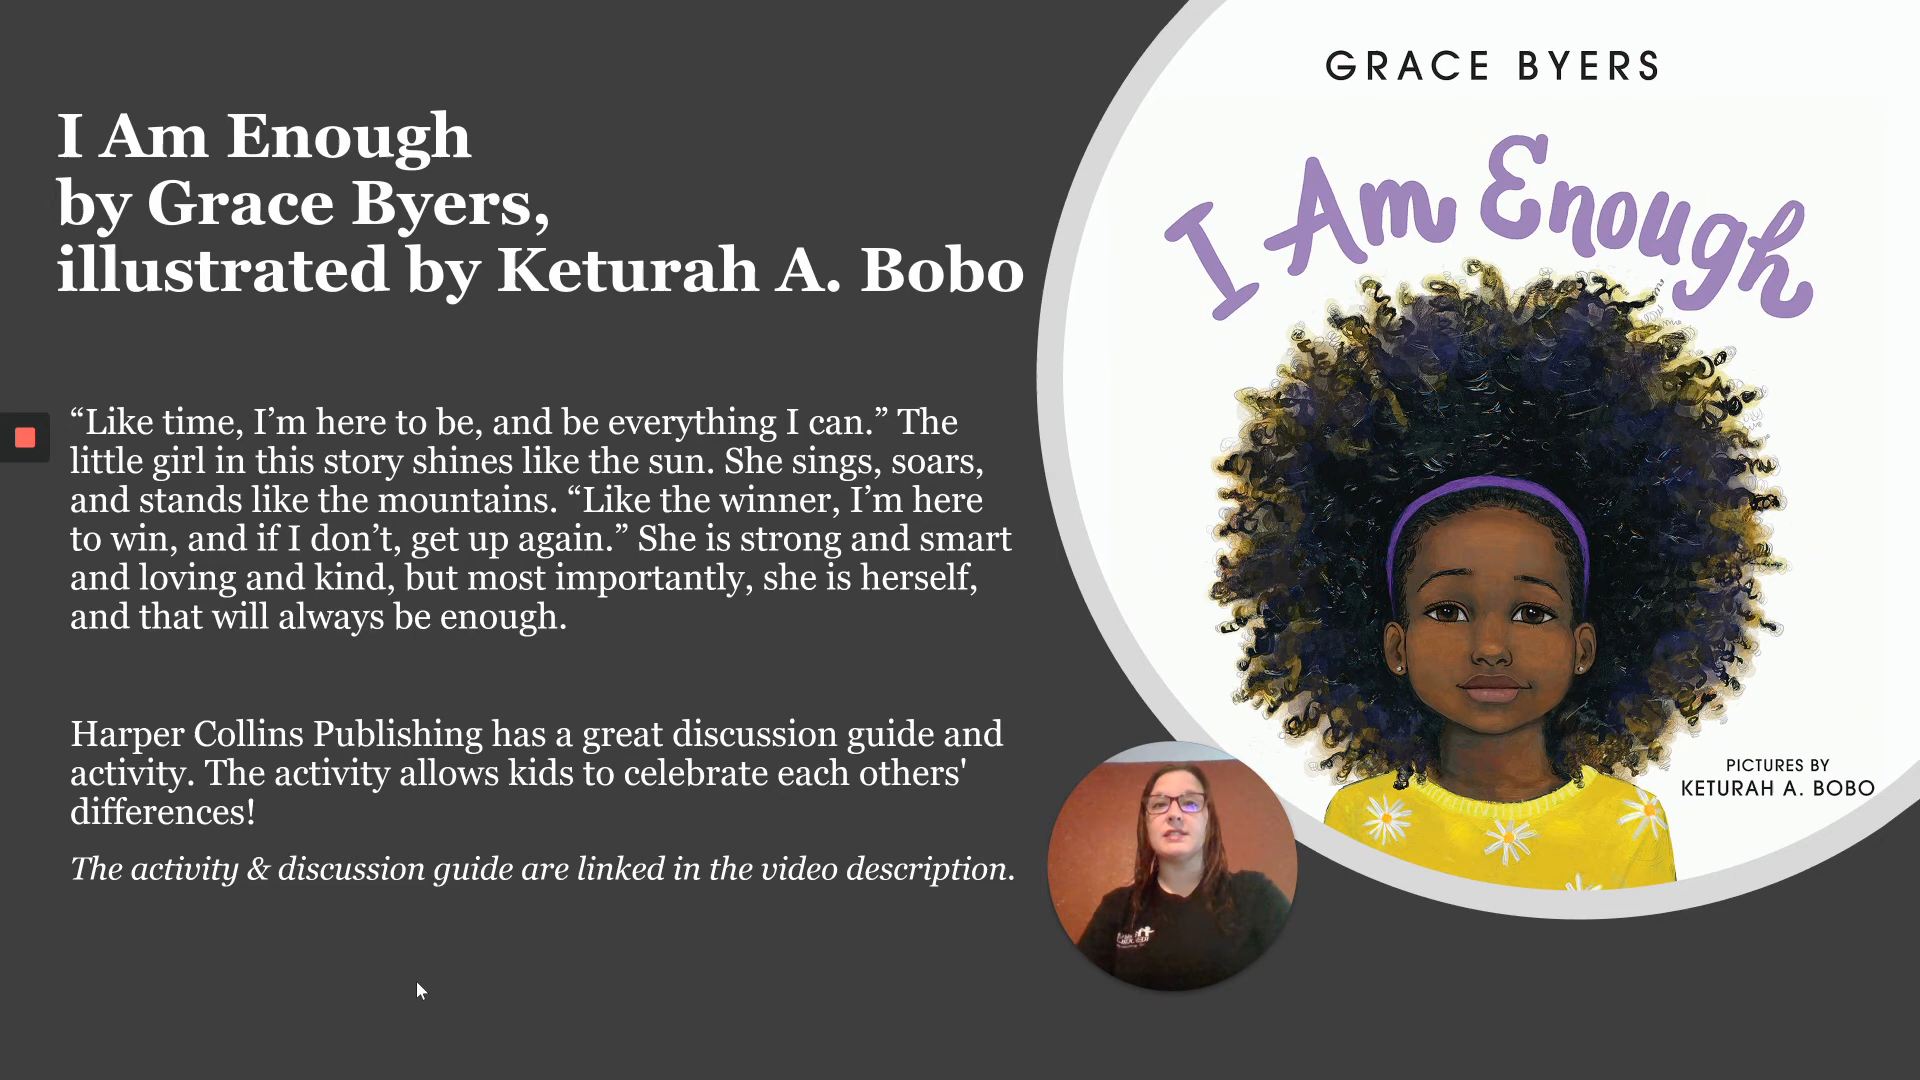 I Am Enough
by Grace Byers,
illustrated by Keturah A. Bobo
“Like time, I’m here to be, and be everything I can.” The
little girl in this story shines like the sun. She sings, soars,
and stands like the mountains. “Like the winner, I’m here
to win, and if I don’t, get up again.” She is strong and smart
and loving and kind, but most importantly, she is herself,
and that will always be enough.
Harper Collins Publishing has a great discussion guide and
activity. The activity allows kids to celebrate each others'
differences!
The activity & discussion guide are linked in the video description.
GRACE BYERS
I Am Enough
PICTURES BY
KETURAH A. BOBO